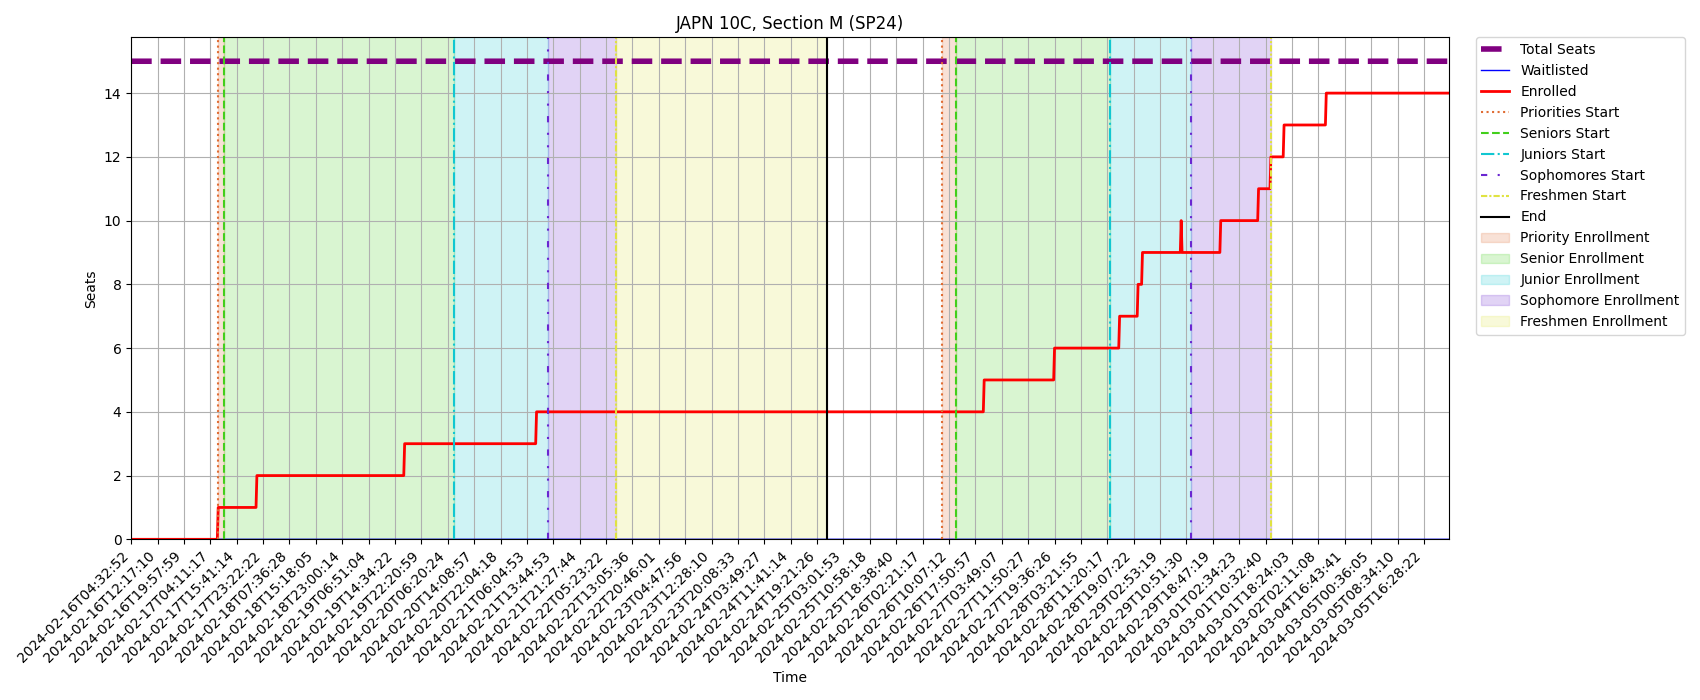 JAPN 10C, Section M (SP24)
Seats
14
12
10
8
6
4
2
0
2024-02-16T04:32:52
2024-02-16T12:17:10
2024-02-16T19:57:59
2024-02-17T04:11:17
2024-02-17T15:41:14
2024-02-17T23:22:22
2024-02-18T07:36:28
2024-02-18T15:18:05
2024-02-18T23:00:14
2024-02-19T06:51:04
2024-02-19T14:34:22
2024-02-19T22:20:59
2024-02-20T06:20:24
2024-02-20T14:08:57
2024-02-20T22:04:18
2024-02-21T06:04:53
2024-02-21T13:44:53
2024-02-21T21:27:44
2024-02-22T05:23:22
2024-02-22T13:05:36
2024-02-22T20:46:01
2024-02-23T04:47:56
2024-02-23T12:28:10
2024-02-23T20:08:33
2024-02-24T03:49:27
2024-02-24T11:41:14
2024-02-24T19:21:26
2024-02-25T03:01:53
2024-02-25T10:58:18
2024-02-25T18:38:40
2024-02-26T02:21:17
2024-02-26T10:07:12
2024-02-26T17:50:57
2024-02-27T03:49:07
2024-02-27T11:50:27
2024-02-27T19:36:26
2024-02-28T03:21:55
2024-02-28T11:20:17
2024-02-28T19:07:22
2024-02-29T02:53:19
2024-02-29T10:51:30
2024-02-29T18:47:19
2024-03-01T02:34:23
2024-03-01T10:32:40
2024-03-01T18:24:03
2024-03-02T02:11:08
2024-03-04T16:43:41
2024-03-05T00:36:05
2024-03-05T08:34:10
2024-03-05T16:28:22
Time
Total Seats
Waitlisted
Enrolled
Priorities Start
Seniors Start
Juniors Start
Sophomores Start
Freshmen Start
End
Priority Enrollment
Senior Enrollment
Junior Enrollment
Sophomore Enrollment
Freshmen Enrollment